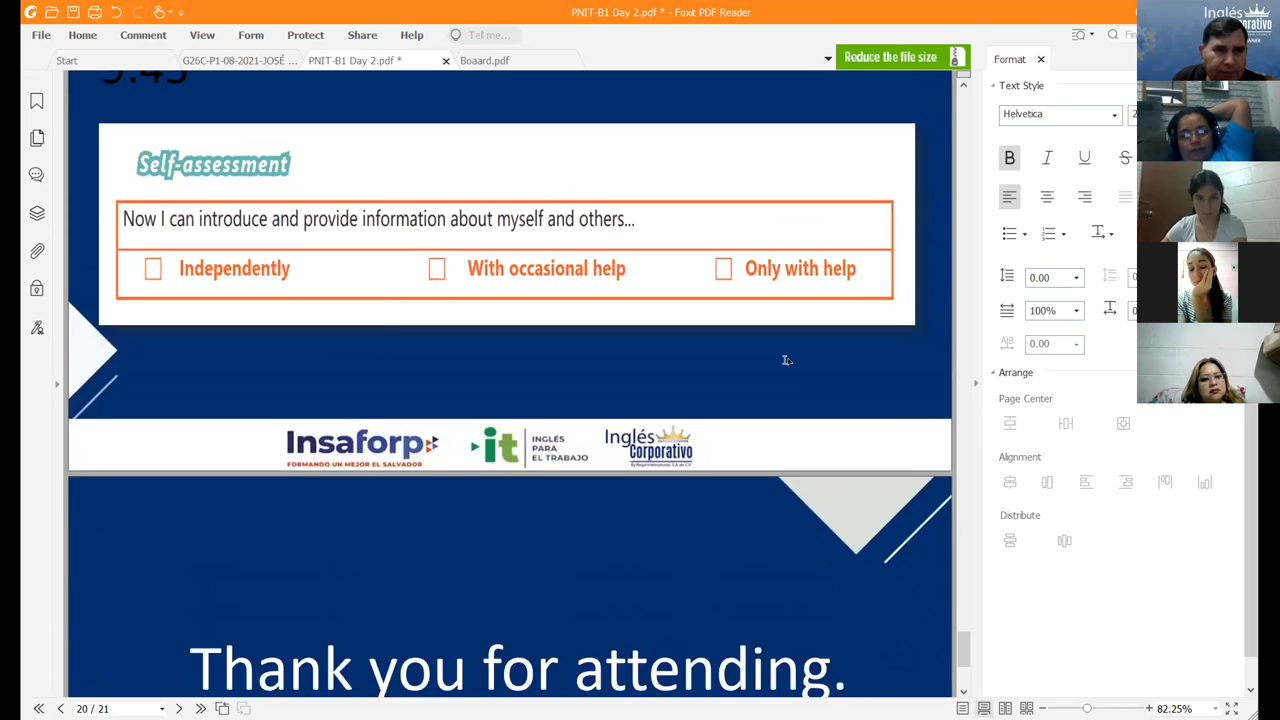 PNIT-B1 Day 2.pdf * - Foxit PDF Reader
File Home Comment View Form Protect Share Help Tell me...
Start G26C-P1-08-2021-JOSÉ ... PNIT-B1 Day 2.pdf * Boaard.pdf
Reduce the file size
9:45
Self-assessment
Now I can introduce and provide information about myself and others...
Independently With occasional help Only with help
Insaforp
FORMANDO UN MEJOR EL SALVADOR
it INGLÉS PARA EL TRABAJO
Inglés Corporativo
Thank you for attending.
20 / 21
82.25%
Format
Text Style
Helvetica
B I U S
0.00
100%
0.00
Arrange
Page Center
Alignment
Distribute
Inglés
Corporativo